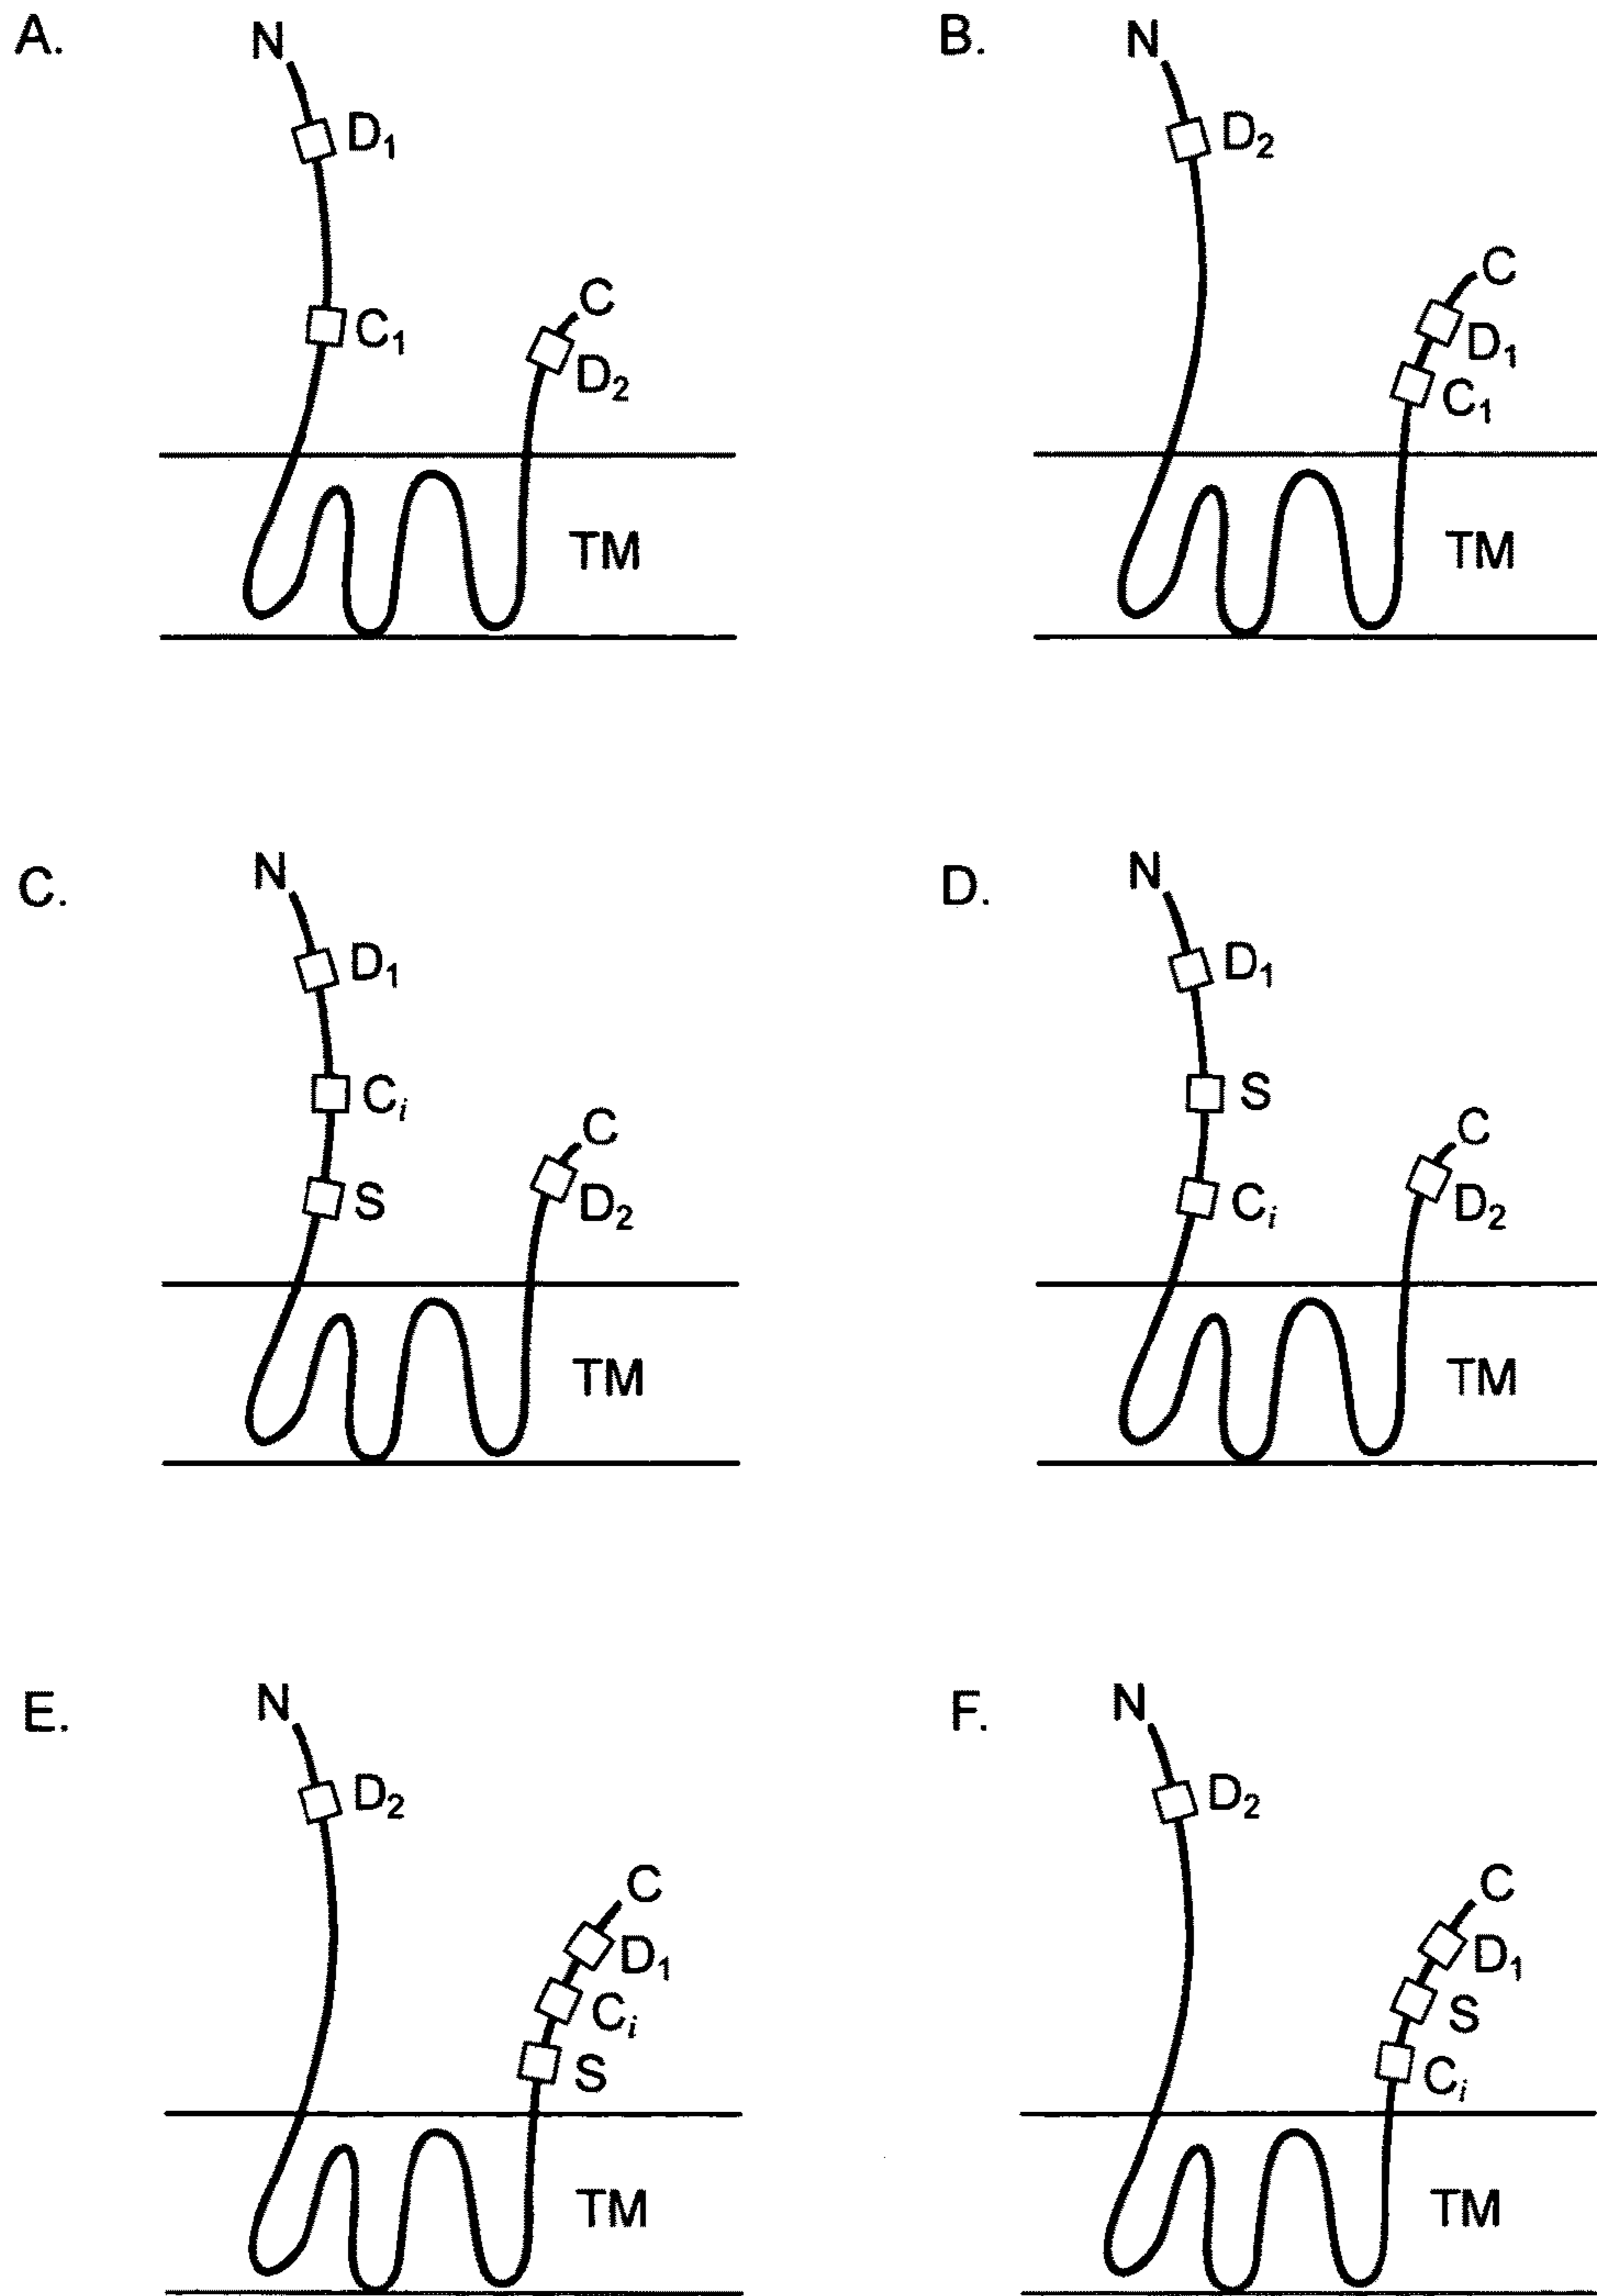 A.
N
D₁
C₁
C
D₂
TM
B.
N
D₂
C
D₁
C₁
TM
C.
N
D₁
Cᵢ
S
C
D₂
TM
D.
N
D₁
S
Cᵢ
C
D₂
TM
E.
N
D₂
C
D₁
Cᵢ
S
TM
F.
N
D₂
C
D₁
S
Cᵢ
TM